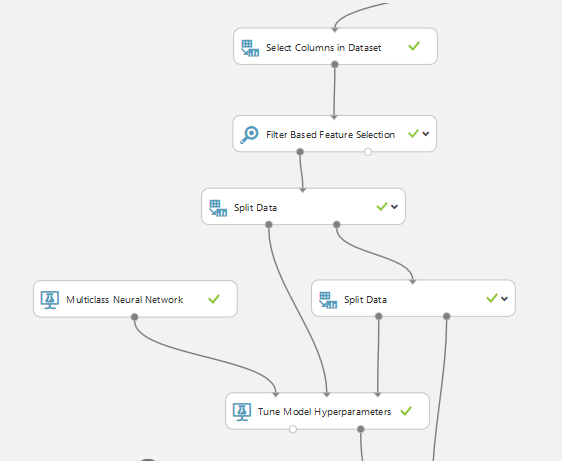 Select Columns in Dataset
Filter Based Feature Selection
Split Data
Multiclass Neural Network
Split Data
Tune Model Hyperparameters